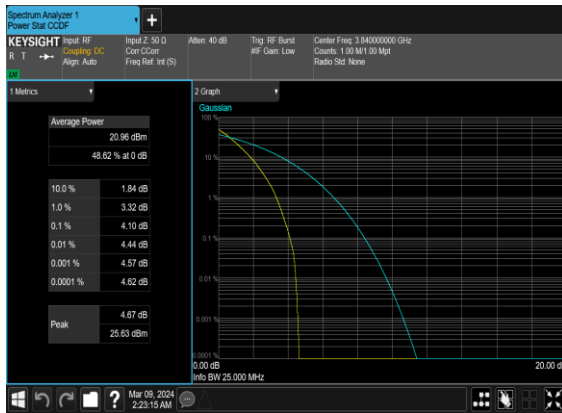 Spectrum Analyzer 1
Power Stat CCDF
+
KEYSIGHT
R T
LXI
Input: RF
Coupling: DC
Align: Auto
Input Z: 50 Ω
Corr CCorr
Freq Ref: Int (S)
Atten: 40 dB
Trig: RF Burst
#IF Gain: Low
Center Freq: 3.840000000 GHz
Counts: 1.00 M/1.00 Mpt
Radio Std: None
1 Metrics
Average Power
20.96 dBm
48.62 % at 0 dB
10.0 % 1.84 dB
1.0 % 3.32 dB
0.1 % 4.10 dB
0.01 % 4.44 dB
0.001 % 4.57 dB
0.0001 % 4.62 dB
Peak
4.67 dB
25.63 dBm
2 Graph
Gaussian
100 %
10 %
1 %
0.1 %
0.01 %
0.001 %
0.0001 %
0.00 dB
20.00 dB
Info BW 25.000 MHz
?
Mar 09, 2024
2:23:15 AM